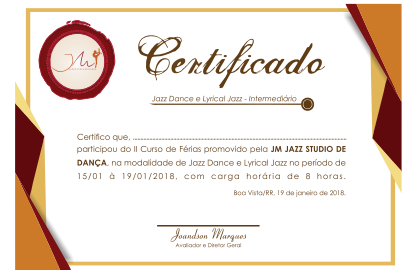 JM
Certificado
Jazz Dance e Lyrical Jazz - Intermediário
Certifico que, ........................................................................
participou do II Curso de Férias promovido pela JM JAZZ STUDIO DE
DANÇA, na modalidade de Jazz Dance e Lyrical Jazz no período de
15/01 à 19/01/2018, com carga horária de 8 horas.
Boa Vista/RR, 19 de janeiro de 2018.
Joandson Marques
Avaliador e Diretor Geral